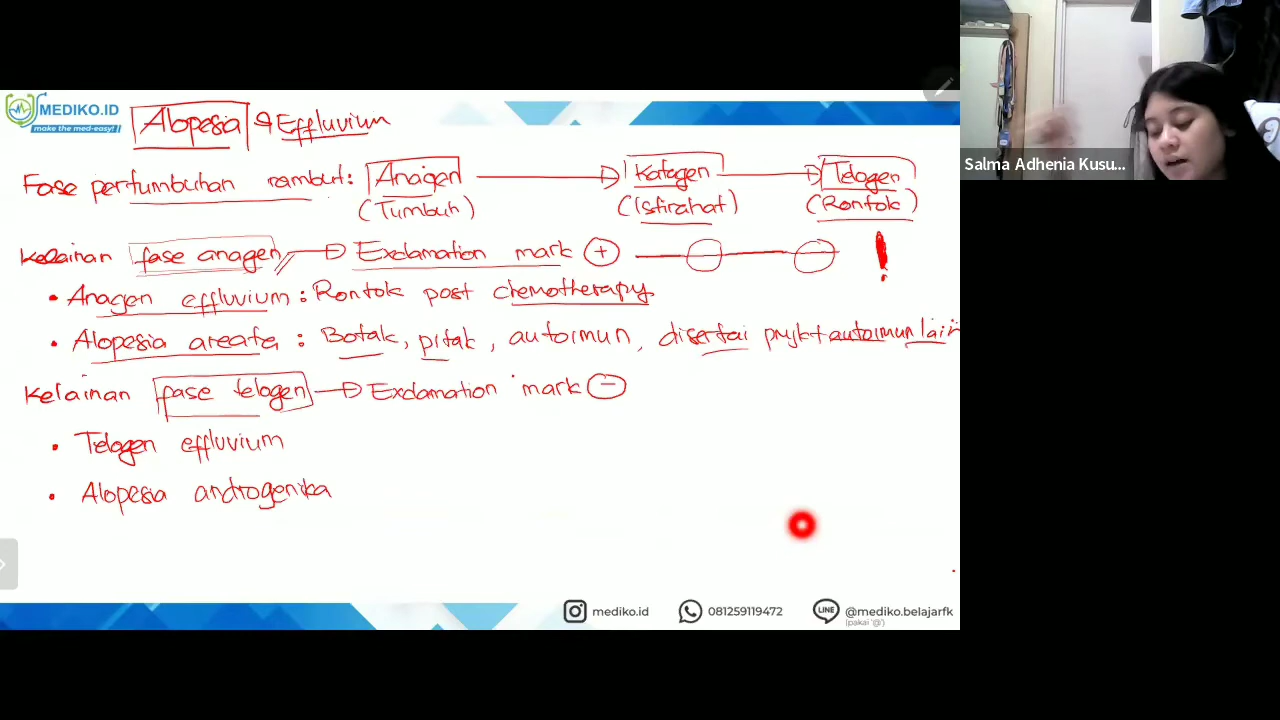 MEDIKO.ID
make the med-easy!
Alopesia & Effluvium
Fase pertumbuhan rambut: Anagen → Katagen → Telogen
(Tumbuh) (Istirahat) (Rontok)
Kelainan fase anagen → Exclamation mark + !
• Anagen effluvium : Rontok post chemotherapy
• Alopesia areata : Botak, pitak, autoimun, disertai pnykt autoimun lain
Kelainan fase telogen → Exclamation mark -
• Telogen effluvium
• Alopesia androgenika
mediko.id 081259119472 LINE @mediko.belajarfk
(pakai '@')
Salma Adhenia Kusu...